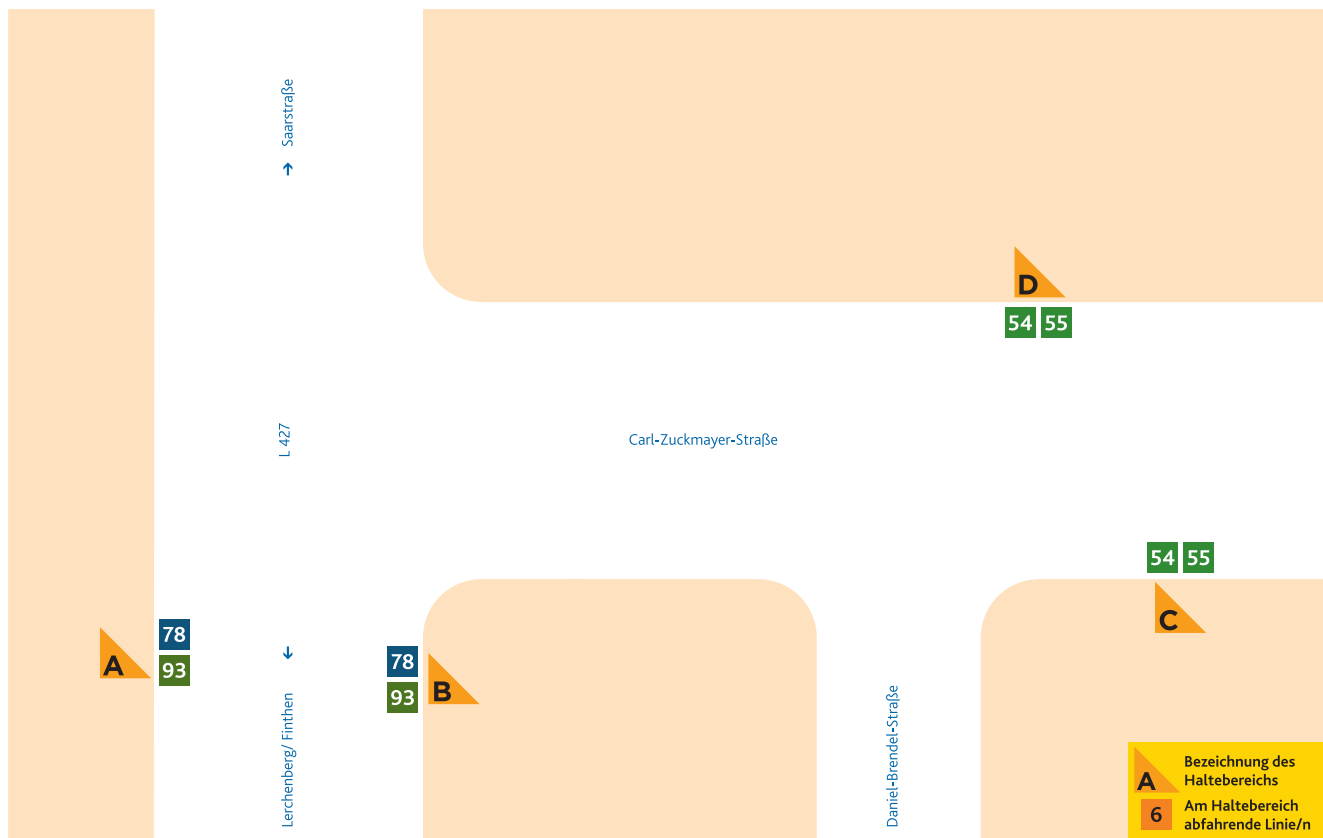 → Saarstraße
D
54 55
L 427
Carl-Zuckmayer-Straße
54 55
C
78
93
A
78
93
B
← Lerchenberg/ Finthen
Daniel-Brendel-Straße
A
Bezeichnung des
Haltebereichs
6
Am Haltebereich
abfahrende Linie/n